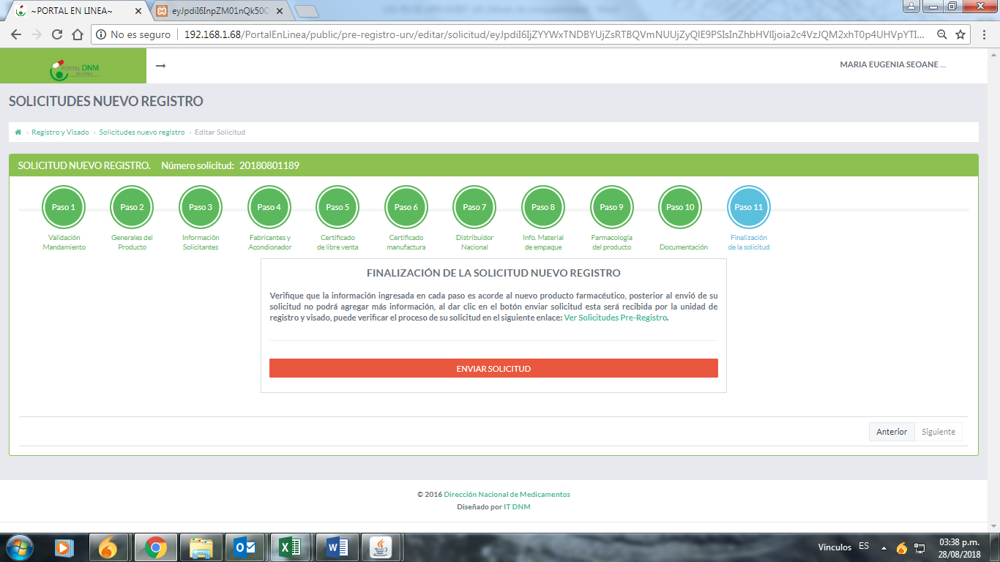 ~PORTAL EN LINEA~
eyJpdiI6InpZM01nQk50O
No es seguro
192.168.1.68/PortalEnLinea/public/pre-registro-urv/editar/solicitud/
PORTAL DNM
EN LINEA
MARIA EUGENIA SEOANE ...
SOLICITUDES NUEVO REGISTRO
Registro y Visado › Solicitudes nuevo registro › Editar Solicitud
SOLICITUD NUEVO REGISTRO. Número solicitud: 20180801189
Paso 1 Paso 2 Paso 3 Paso 4 Paso 5 Paso 6 Paso 7 Paso 8 Paso 9 Paso 10 Paso 11
Validación Generales del Información Fabricantes y Certificado Certificado Distribuidor Info. Material Farmacología Finalización
Mandamiento Producto Solicitantes Acondionador de libre venta manufactura Nacional de empaque del producto Documentación de la solicitud
FINALIZACIÓN DE LA SOLICITUD NUEVO REGISTRO
Verifique que la información ingresada en cada paso es acorde al nuevo producto farmacéutico, posterior al envió de su
solicitud no podrá agregar más información, al dar clic en el botón enviar solicitud esta será recibida por la unidad de
registro y visado, puede verificar el proceso de su solicitud en el siguiente enlace: Ver Solicitudes Pre-Registro.
ENVIAR SOLICITUD
Anterior Siguiente
© 2016 Dirección Nacional de Medicamentos
Diseñado por IT DNM
Vínculos ES
03:38 p.m.
28/08/2018